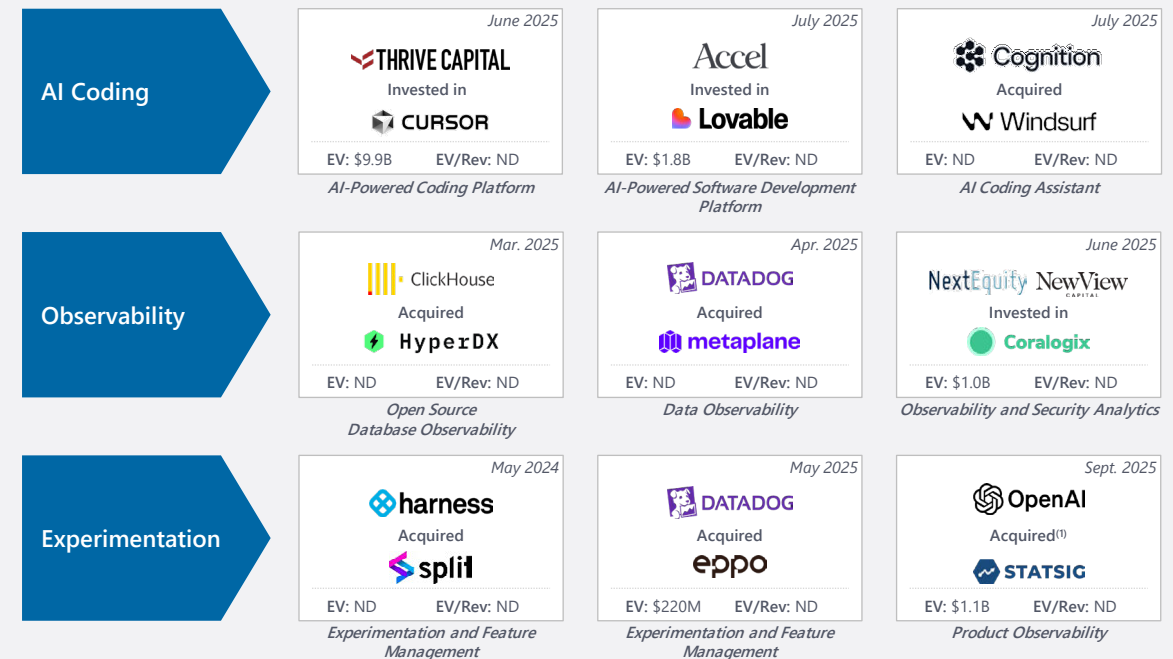 AI Coding
June 2025
THRIVE CAPITAL
Invested in
CURSOR
EV: $9.9B EV/Rev: ND
AI-Powered Coding Platform
July 2025
Accel
Invested in
Lovable
EV: $1.8B EV/Rev: ND
AI-Powered Software Development
Platform
July 2025
Cognition
Acquired
Windsurf
EV: ND EV/Rev: ND
AI Coding Assistant
Observability
Mar. 2025
ClickHouse
Acquired
HyperDX
EV: ND EV/Rev: ND
Open Source
Database Observability
Apr. 2025
DATADOG
Acquired
metaplane
EV: ND EV/Rev: ND
Data Observability
June 2025
NextEquity NewView
CAPITAL
Invested in
Coralogix
EV: $1.0B EV/Rev: ND
Observability and Security Analytics
Experimentation
May 2024
harness
Acquired
split
EV: ND EV/Rev: ND
Experimentation and Feature
Management
May 2025
DATADOG
Acquired
eppo
EV: $220M EV/Rev: ND
Experimentation and Feature
Management
Sept. 2025
OpenAI
Acquired(1)
STATSIG
EV: $1.1B EV/Rev: ND
Product Observability